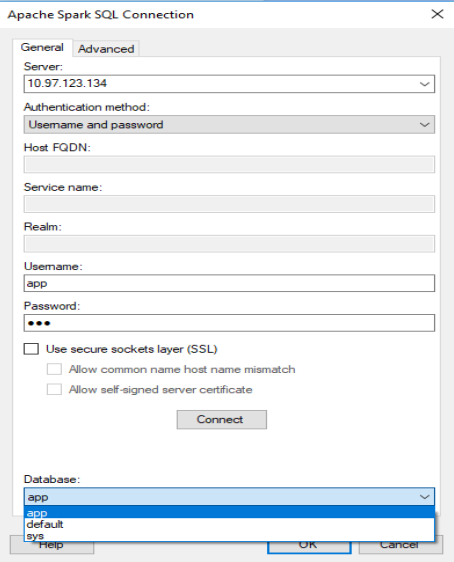 Apache Spark SQL Connection
General Advanced
Server:
10.97.123.134
Authentication method:
Username and password
Host FQDN:
Service name:
Realm:
Username:
app
Password:
●●●
Use secure sockets layer (SSL)
Allow common name host name mismatch
Allow self-signed server certificate
Connect
Database:
app
app
default
sys
Help OK Cancel